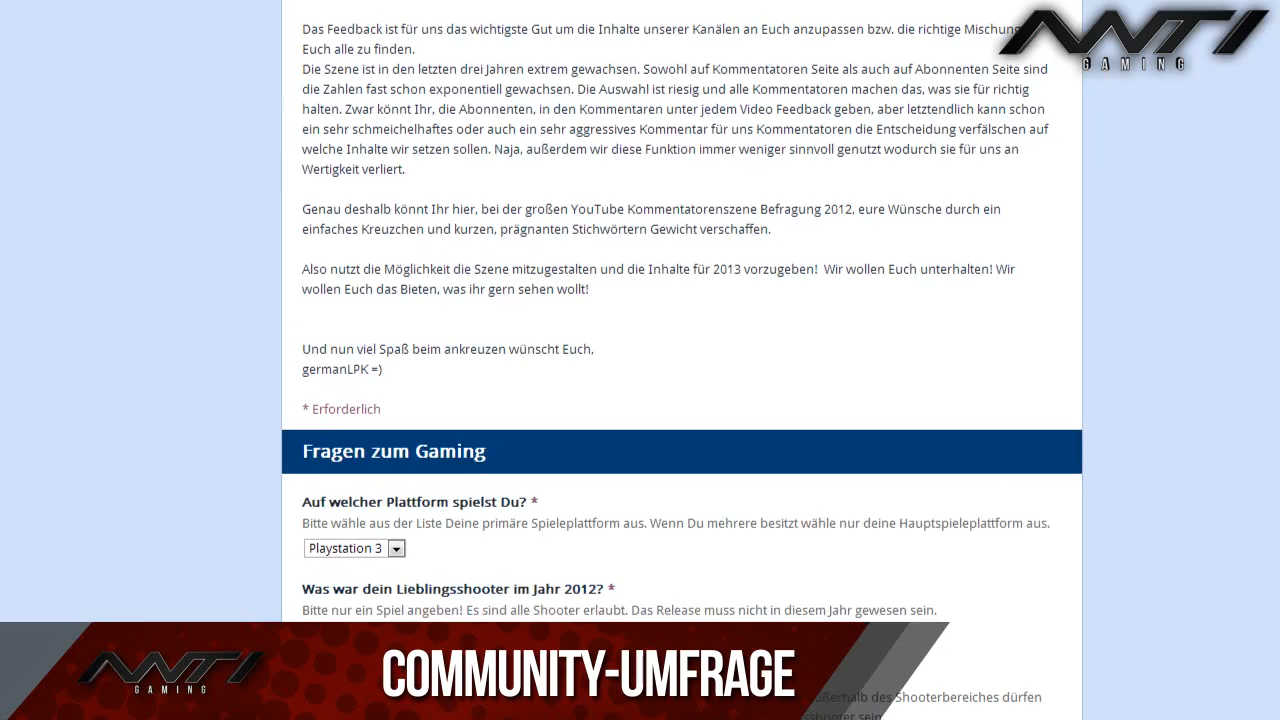 Das Feedback ist für uns das wichtigste Gut um die Inhalte unserer Kanälen an Euch anzupassen bzw. die richtige Mischung
Euch alle zu finden.
Die Szene ist in den letzten drei Jahren extrem gewachsen. Sowohl auf Kommentatoren Seite als auch auf Abonnenten Seite sind
die Zahlen fast schon exponentiell gewachsen. Die Auswahl ist riesig und alle Kommentatoren machen das, was sie für richtig
halten. Zwar könnt Ihr, die Abonnenten, in den Kommentaren unter jedem Video Feedback geben, aber letztendlich kann schon
ein sehr schmeichelhaftes oder auch ein sehr aggressives Kommentar für uns Kommentatoren die Entscheidung verfälschen auf
welche Inhalte wir setzen sollen. Naja, außerdem wir diese Funktion immer weniger sinnvoll genutzt wodurch sie für uns an
Wertigkeit verliert.
Genau deshalb könnt Ihr hier, bei der großen YouTube Kommentatorenszene Befragung 2012, eure Wünsche durch ein
einfaches Kreuzchen und kurzen, prägnanten Stichwörtern Gewicht verschaffen.
Also nutzt die Möglichkeit die Szene mitzugestalten und die Inhalte für 2013 vorzugeben!  Wir wollen Euch unterhalten! Wir
wollen Euch das Bieten, was ihr gern sehen wollt!
Und nun viel Spaß beim ankreuzen wünscht Euch,
germanLPK =)
* Erforderlich
Fragen zum Gaming
Auf welcher Plattform spielst Du? *
Bitte wähle aus der Liste Deine primäre Spieleplattform aus. Wenn Du mehrere besitzt wähle nur deine Hauptspieleplattform aus.
Playstation 3
Was war dein Lieblingsshooter im Jahr 2012? *
Bitte nur ein Spiel angeben! Es sind alle Shooter erlaubt. Das Release muss nicht in diesem Jahr gewesen sein.
des Shooterbereiches dürfen
GAMING
GAMING
COMMUNITY-UMFRAGE